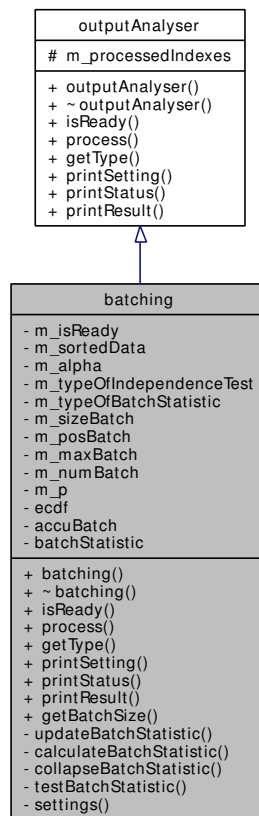 outputAnalyser
# m_processedIndexes
+ outputAnalyser()
+ ~outputAnalyser()
+ isReady()
+ process()
+ getType()
+ printSetting()
+ printStatus()
+ printResult()
batching
- m_isReady
- m_sortedData
- m_alpha
- m_typeOfIndependenceTest
- m_typeOfBatchStatistic
- m_sizeBatch
- m_posBatch
- m_maxBatch
- m_numBatch
- m_p
- ecdf
- accuBatch
- batchStatistic
+ batching()
+ ~batching()
+ isReady()
+ process()
+ getType()
+ printSetting()
+ printStatus()
+ printResult()
+ getBatchSize()
- updateBatchStatistic()
- calculateBatchStatistic()
- collapseBatchStatistic()
- testBatchStatistic()
- settings()